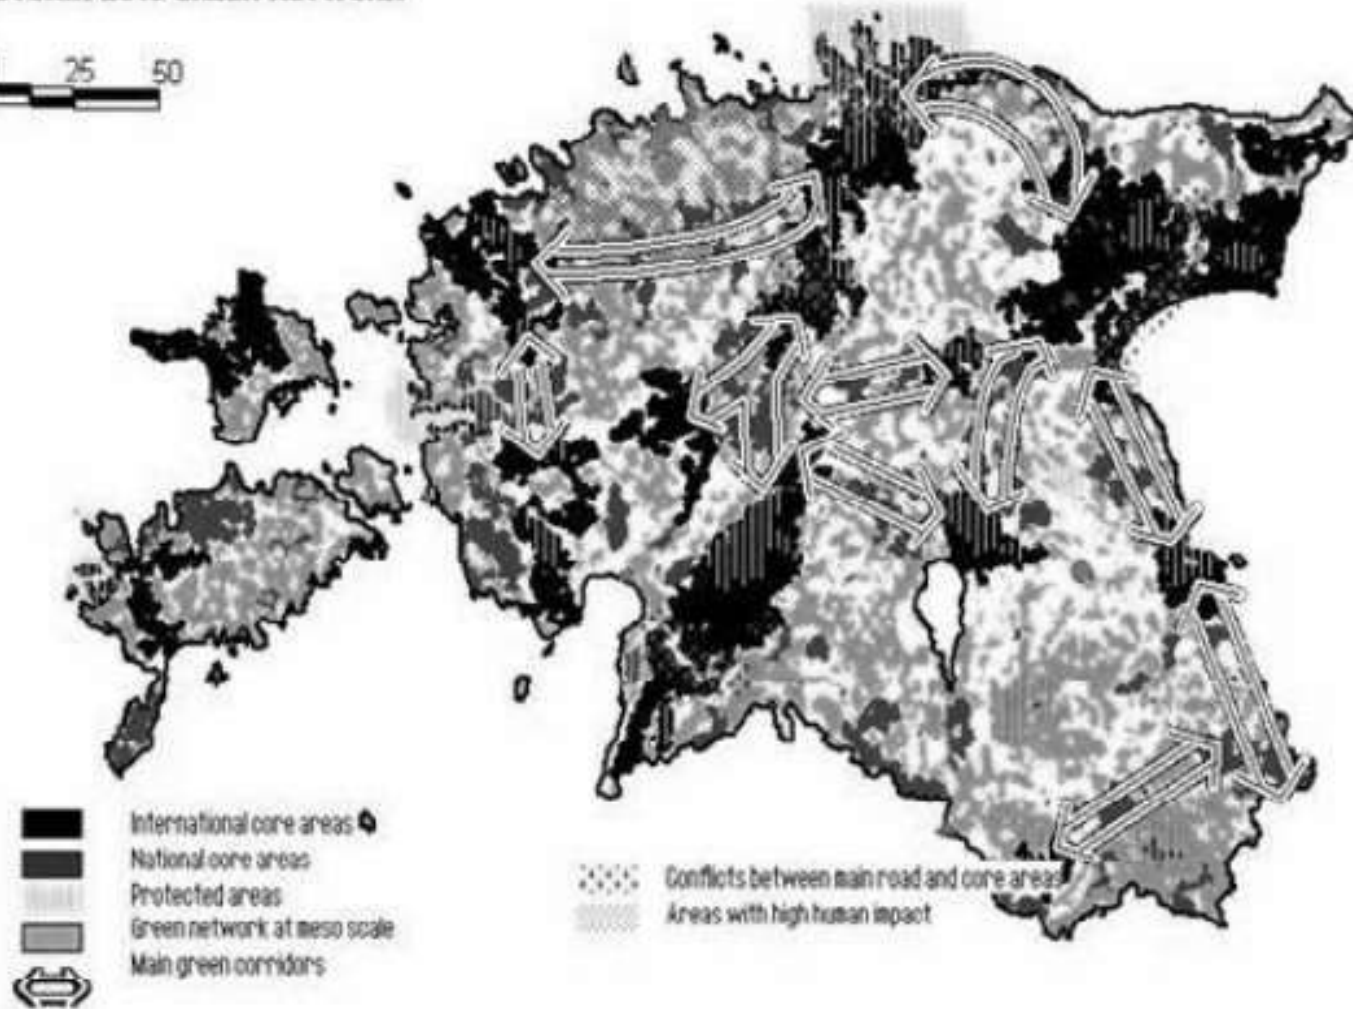 25 50
International core areas
National core areas
Protected areas
Green network at meso scale
Main green corridors
Conflicts between main road and core areas
Areas with high human impact